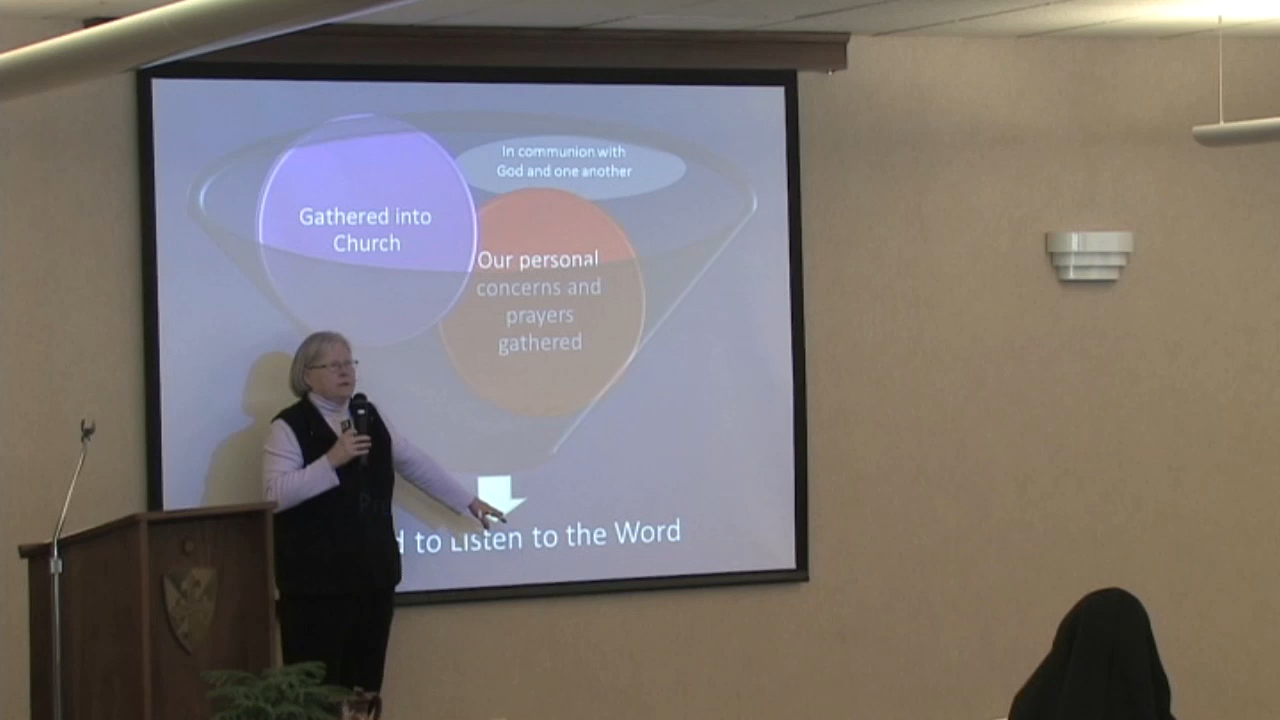 In communion with
God and one another
Gathered into
Church
Our personal
concerns and
prayers
gathered
to Listen to the Word